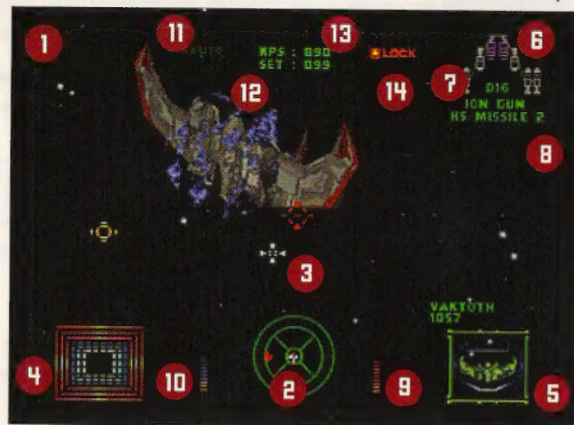 1
11
13
6
AUTO
KPS : 090
SET : 099
LOCK
7
12
14
D16
ION GUN
HS MISSILE 2
8
3
VAKTOTH
1057
4
10
2
9
5